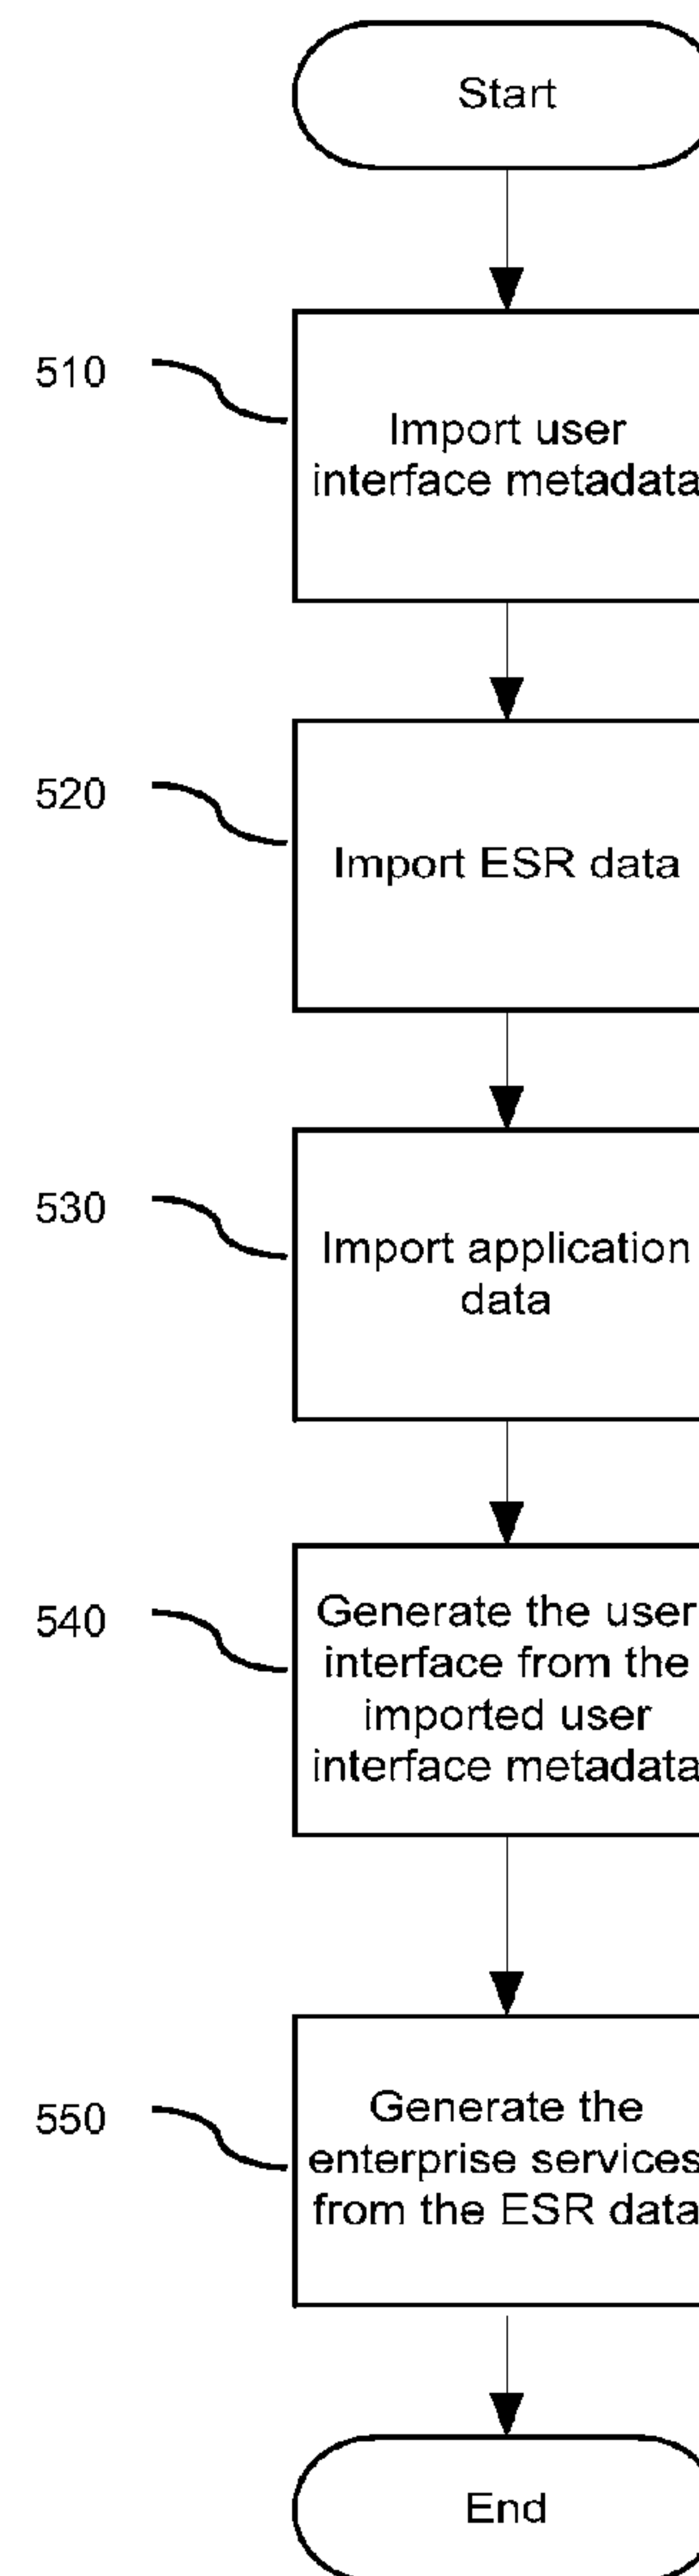 Start
510
Import user
interface metadata
520
Import ESR data
530
Import application
data
540
Generate the user
interface from the
imported user
interface metadata
550
Generate the
enterprise services
from the ESR data
End